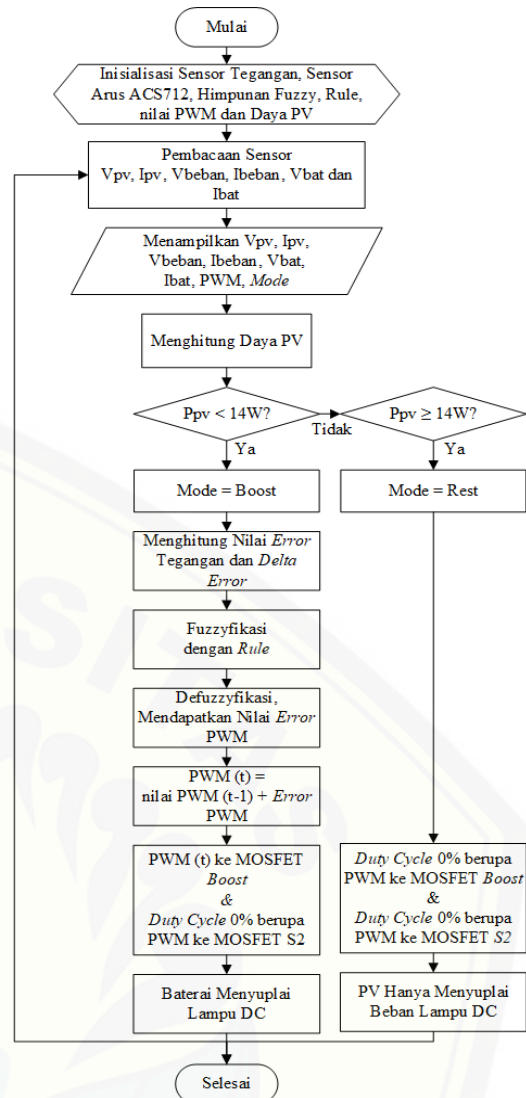 Mulai
Inisialisasi Sensor Tegangan, Sensor
Arus ACS712, Himpunan Fuzzy, Rule,
nilai PWM dan Daya PV
Pembacaan Sensor
Vpv, Ipv, Vbeban, Ibeban, Vbat dan
Ibat
Menampilkan Vpv, Ipv,
Vbeban, Ibeban, Vbat,
Ibat, PWM, Mode
Menghitung Daya PV
Ppv < 14W?
Tidak
Ppv ≥ 14W?
Ya
Ya
Mode = Boost
Mode = Rest
Menghitung Nilai Error
Tegangan dan Delta
Error
Fuzzyfikasi
dengan Rule
Defuzzyfikasi,
Mendapatkan Nilai Error
PWM
PWM (t) =
nilai PWM (t-1) + Error
PWM
PWM (t) ke MOSFET
Boost
&
Duty Cycle 0% berupa
PWM ke MOSFET S2
Duty Cycle 0% berupa
PWM ke MOSFET Boost
&
Duty Cycle 0% berupa
PWM ke MOSFET S2
Baterai Menyuplai
Lampu DC
PV Hanya Menyuplai
Beban Lampu DC
Selesai
SITAS